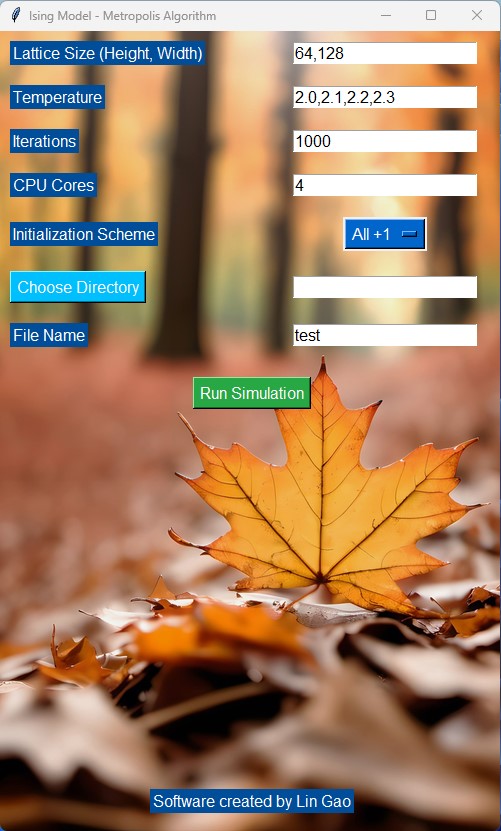 Ising Model - Metropolis Algorithm
Lattice Size (Height, Width) 64,128
Temperature 2.0,2.1,2.2,2.3
Iterations 1000
CPU Cores 4
Initialization Scheme All +1
Choose Directory
File Name test
Run Simulation
Software created by Lin Gao